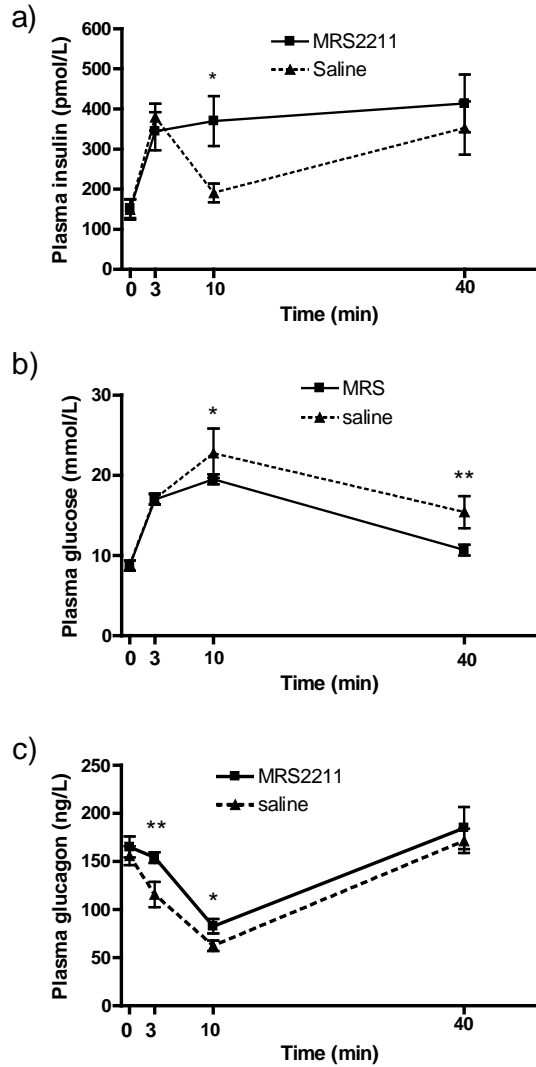 a)
MRS2211
Saline
Plasma insulin (pmol/L)
600
500
400
300
200
100
0
*
0 3 10 40
Time (min)
b)
MRS
saline
Plasma glucose (mmol/L)
30
20
10
0
*
**
0 3 10 40
Time (min)
c)
MRS2211
saline
Plasma glucagon (ng/L)
250
200
150
100
50
0
**
*
0 3 10 40
Time (min)